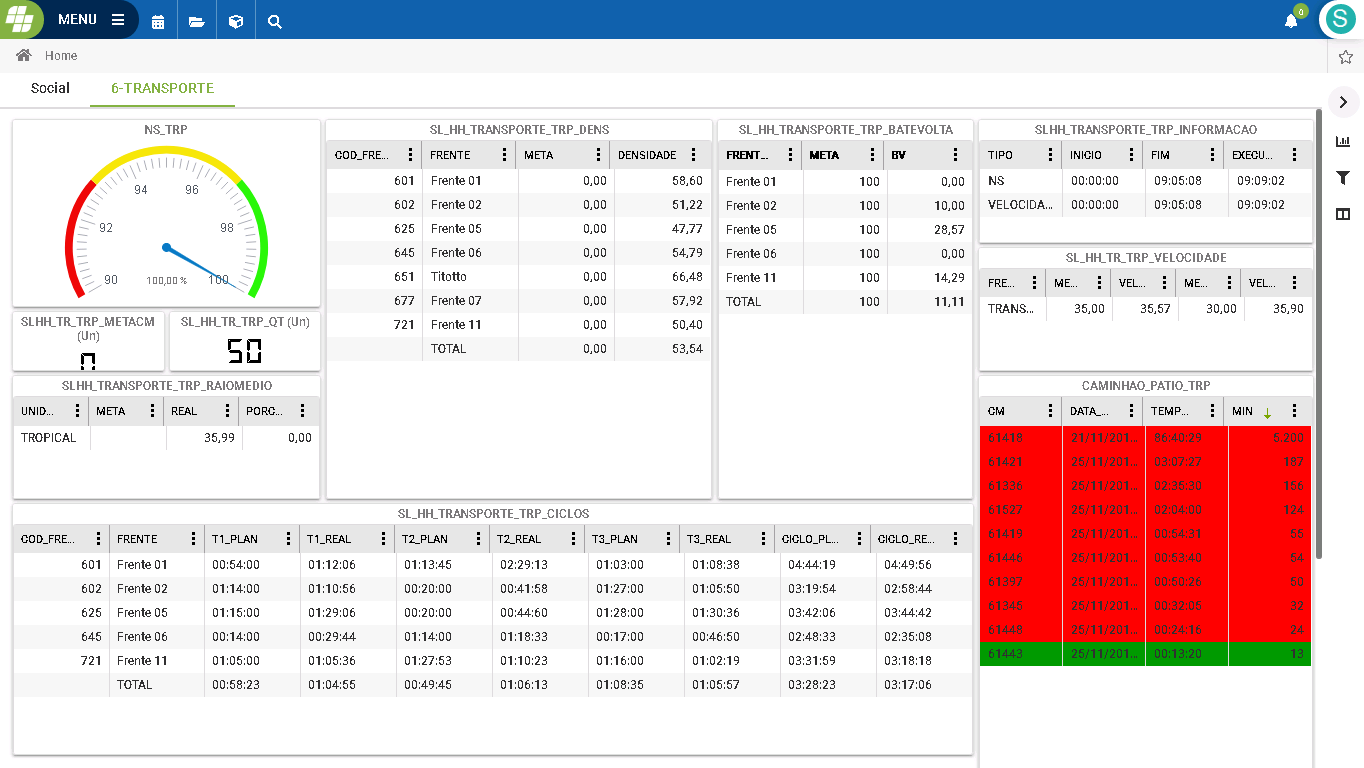 MENU
0
S
Home
Social 6-TRANSPORTE
NS_TRP
90 92 94 96 98 100
100,00 %
SLHH_TR_TRP_METACM (Un)
0
SL_HH_TR_TRP_QT (Un)
50
SLHH_TRANSPORTE_TRP_RAIOMEDIO
UNID... META REAL PORC...
TROPICAL 35,99 0,00
SL_HH_TRANSPORTE_TRP_DENS
COD_FRE... FRENTE META DENSIDADE
601 Frente 01 0,00 58,60
602 Frente 02 0,00 51,22
625 Frente 05 0,00 47,77
645 Frente 06 0,00 54,79
651 Titotto 0,00 66,48
677 Frente 07 0,00 57,92
721 Frente 11 0,00 50,40
TOTAL 0,00 53,54
SL_HH_TRANSPORTE_TRP_BATEVOLTA
FRENT... META BV
Frente 01 100 0,00
Frente 02 100 10,00
Frente 05 100 28,57
Frente 06 100 0,00
Frente 11 100 14,29
TOTAL 100 11,11
SLHH_TRANSPORTE_TRP_INFORMACAO
TIPO INICIO FIM EXECU...
NS 00:00:00 09:05:08 09:09:02
VELOCIDA... 00:00:00 09:05:08 09:09:02
SL_HH_TR_TRP_VELOCIDADE
FRE... ME... VEL... ME... VEL...
TRANS... 35,00 35,57 30,00 35,90
SL_HH_TRANSPORTE_TRP_CICLOS
COD_FRE... FRENTE T1_PLAN T1_REAL T2_PLAN T2_REAL T3_PLAN T3_REAL CICLO_PL... CICLO_RE...
601 Frente 01 00:54:00 01:12:06 01:13:45 02:29:13 01:03:00 01:08:38 04:44:19 04:49:56
602 Frente 02 01:14:00 01:10:56 00:20:00 00:41:58 01:27:00 01:05:50 03:19:54 02:58:44
625 Frente 05 01:15:00 01:29:06 00:20:00 00:44:60 01:28:00 01:30:36 03:42:06 03:44:42
645 Frente 06 00:14:00 00:29:44 01:14:00 01:18:33 00:17:00 00:46:50 02:48:33 02:35:08
721 Frente 11 01:05:00 01:05:36 01:27:53 01:10:23 01:16:00 01:02:19 03:31:59 03:18:18
TOTAL 00:58:23 01:04:55 00:49:45 01:06:13 01:08:35 01:05:57 03:28:23 03:17:06
CAMINHAO_PATIO_TRP
CM DATA_... TEMP... MIN
61418 21/11/201... 86:40:29 5.200
61421 25/11/201... 03:07:27 187
61336 25/11/201... 02:35:30 156
61527 25/11/201... 02:04:00 124
61419 25/11/201... 00:54:31 55
61446 25/11/201... 00:53:40 54
61397 25/11/201... 00:50:26 50
61345 25/11/201... 00:32:05 32
61448 25/11/201... 00:24:16 24
61443 25/11/201... 00:13:20 13